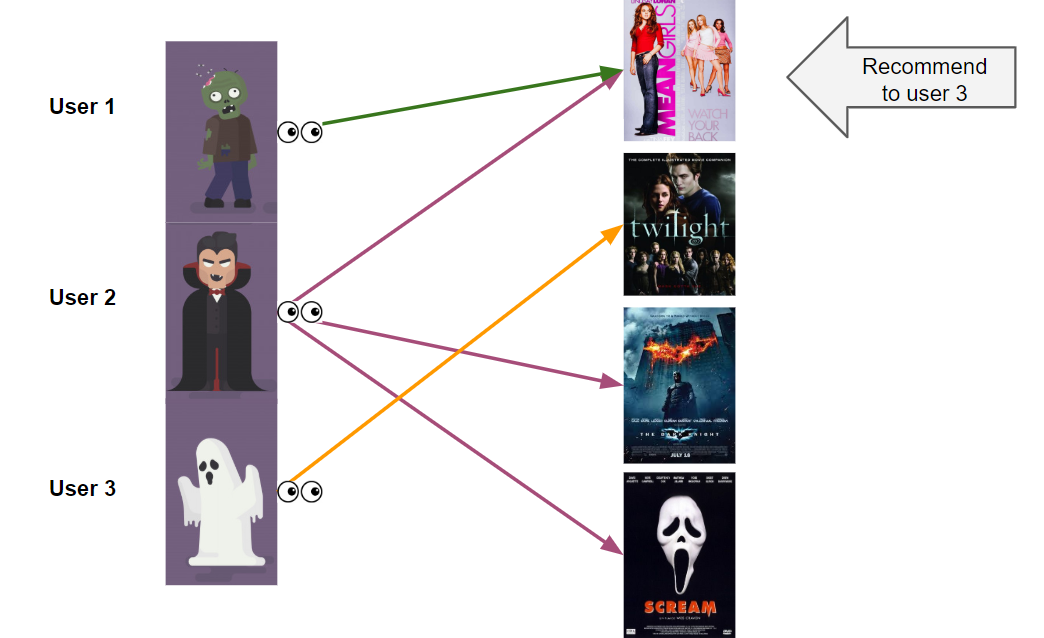 User 1
User 2
User 3
MEAN GIRLS
WATCH
YOUR
BACK
Recommend
to user 3
THE COMPLETE ILLUSTRATED MOVIE COMPANION
twilight
THE DARK KNIGHT
JULY 18
SCREAM